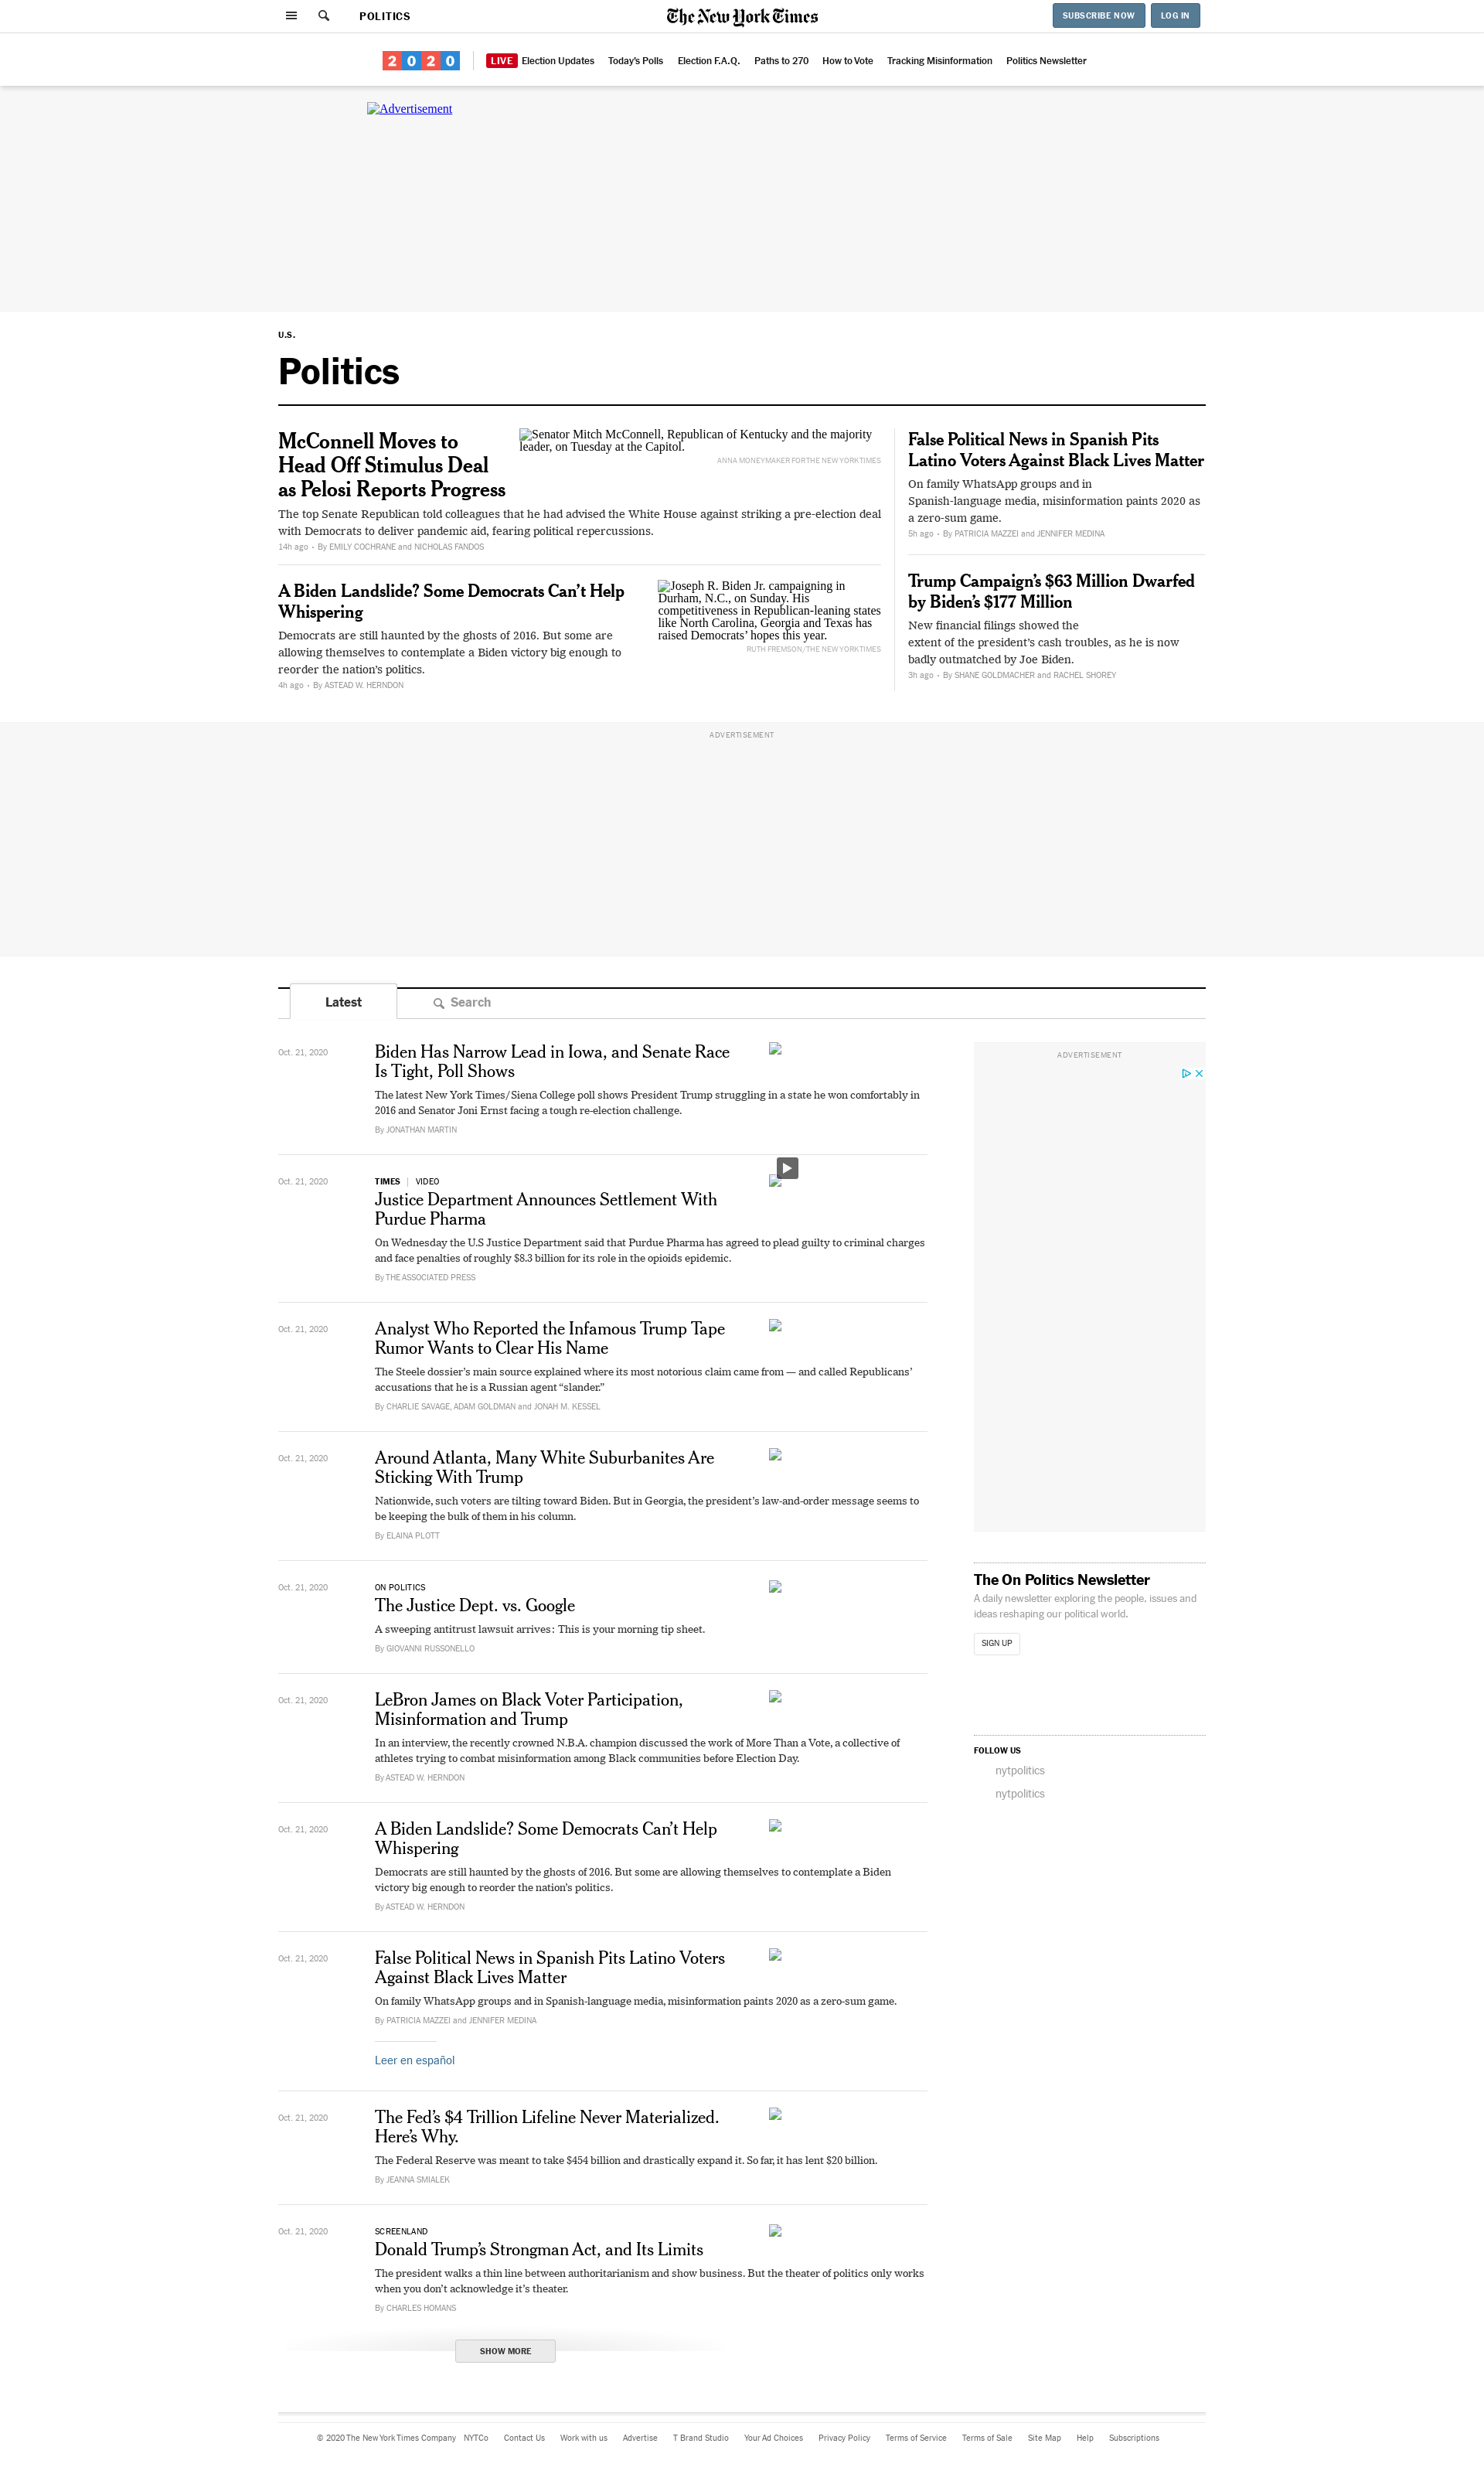 POLITICS
The New York Times
SUBSCRIBE NOW
LOG IN
2020
LIVE Election Updates
Today's Polls
Election F.A.Q.
Paths to 270
How to Vote
Tracking Misinformation
Politics Newsletter
Advertisement
U.S.
Politics
McConnell Moves to
Head Off Stimulus Deal
as Pelosi Reports Progress
Senator Mitch McConnell, Republican of Kentucky and the majority
leader, on Tuesday at the Capitol.
ANNA MONEYMAKER FOR THE NEW YORK TIMES
The top Senate Republican told colleagues that he had advised the White House against striking a pre-election deal
with Democrats to deliver pandemic aid, fearing political repercussions.
14h ago • By EMILY COCHRANE and NICHOLAS FANDOS
A Biden Landslide? Some Democrats Can’t Help
Whispering
Democrats are still haunted by the ghosts of 2016. But some are
allowing themselves to contemplate a Biden victory big enough to
reorder the nation’s politics.
4h ago • By ASTEAD W. HERNDON
Joseph R. Biden Jr. campaigning in
Durham, N.C., on Sunday. His
competitiveness in Republican-leaning states
like North Carolina, Georgia and Texas has
raised Democrats’ hopes this year.
RUTH FREMSON/THE NEW YORK TIMES
False Political News in Spanish Pits
Latino Voters Against Black Lives Matter
On family WhatsApp groups and in
Spanish-language media, misinformation paints 2020 as
a zero-sum game.
5h ago • By PATRICIA MAZZEI and JENNIFER MEDINA
Trump Campaign’s $63 Million Dwarfed
by Biden’s $177 Million
New financial filings showed the
extent of the president’s cash troubles, as he is now
badly outmatched by Joe Biden.
3h ago • By SHANE GOLDMACHER and RACHEL SHOREY
ADVERTISEMENT
Latest
Search
Oct. 21, 2020
Biden Has Narrow Lead in Iowa, and Senate Race
Is Tight, Poll Shows
The latest New York Times/Siena College poll shows President Trump struggling in a state he won comfortably in
2016 and Senator Joni Ernst facing a tough re-election challenge.
By JONATHAN MARTIN
Oct. 21, 2020
TIMES | VIDEO
Justice Department Announces Settlement With
Purdue Pharma
On Wednesday the U.S Justice Department said that Purdue Pharma has agreed to plead guilty to criminal charges
and face penalties of roughly $8.3 billion for its role in the opioids epidemic.
By THE ASSOCIATED PRESS
Oct. 21, 2020
Analyst Who Reported the Infamous Trump Tape
Rumor Wants to Clear His Name
The Steele dossier’s main source explained where its most notorious claim came from — and called Republicans’
accusations that he is a Russian agent “slander.”
By CHARLIE SAVAGE, ADAM GOLDMAN and JONAH M. KESSEL
Oct. 21, 2020
Around Atlanta, Many White Suburbanites Are
Sticking With Trump
Nationwide, such voters are tilting toward Biden. But in Georgia, the president’s law-and-order message seems to
be keeping the bulk of them in his column.
By ELAINA PLOTT
Oct. 21, 2020
ON POLITICS
The Justice Dept. vs. Google
A sweeping antitrust lawsuit arrives: This is your morning tip sheet.
By GIOVANNI RUSSONELLO
Oct. 21, 2020
LeBron James on Black Voter Participation,
Misinformation and Trump
In an interview, the recently crowned N.B.A. champion discussed the work of More Than a Vote, a collective of
athletes trying to combat misinformation among Black communities before Election Day.
By ASTEAD W. HERNDON
Oct. 21, 2020
A Biden Landslide? Some Democrats Can’t Help
Whispering
Democrats are still haunted by the ghosts of 2016. But some are allowing themselves to contemplate a Biden
victory big enough to reorder the nation’s politics.
By ASTEAD W. HERNDON
Oct. 21, 2020
False Political News in Spanish Pits Latino Voters
Against Black Lives Matter
On family WhatsApp groups and in Spanish-language media, misinformation paints 2020 as a zero-sum game.
By PATRICIA MAZZEI and JENNIFER MEDINA
Leer en español
Oct. 21, 2020
The Fed’s $4 Trillion Lifeline Never Materialized.
Here’s Why.
The Federal Reserve was meant to take $454 billion and drastically expand it. So far, it has lent $20 billion.
By JEANNA SMIALEK
Oct. 21, 2020
SCREENLAND
Donald Trump’s Strongman Act, and Its Limits
The president walks a thin line between authoritarianism and show business. But the theater of politics only works
when you don’t acknowledge it’s theater.
By CHARLES HOMANS
SHOW MORE
ADVERTISEMENT
The On Politics Newsletter
A daily newsletter exploring the people, issues and
ideas reshaping our political world.
SIGN UP
FOLLOW US
nytpolitics
nytpolitics
© 2020 The New York Times Company
NYTCo
Contact Us
Work with us
Advertise
T Brand Studio
Your Ad Choices
Privacy Policy
Terms of Service
Terms of Sale
Site Map
Help
Subscriptions